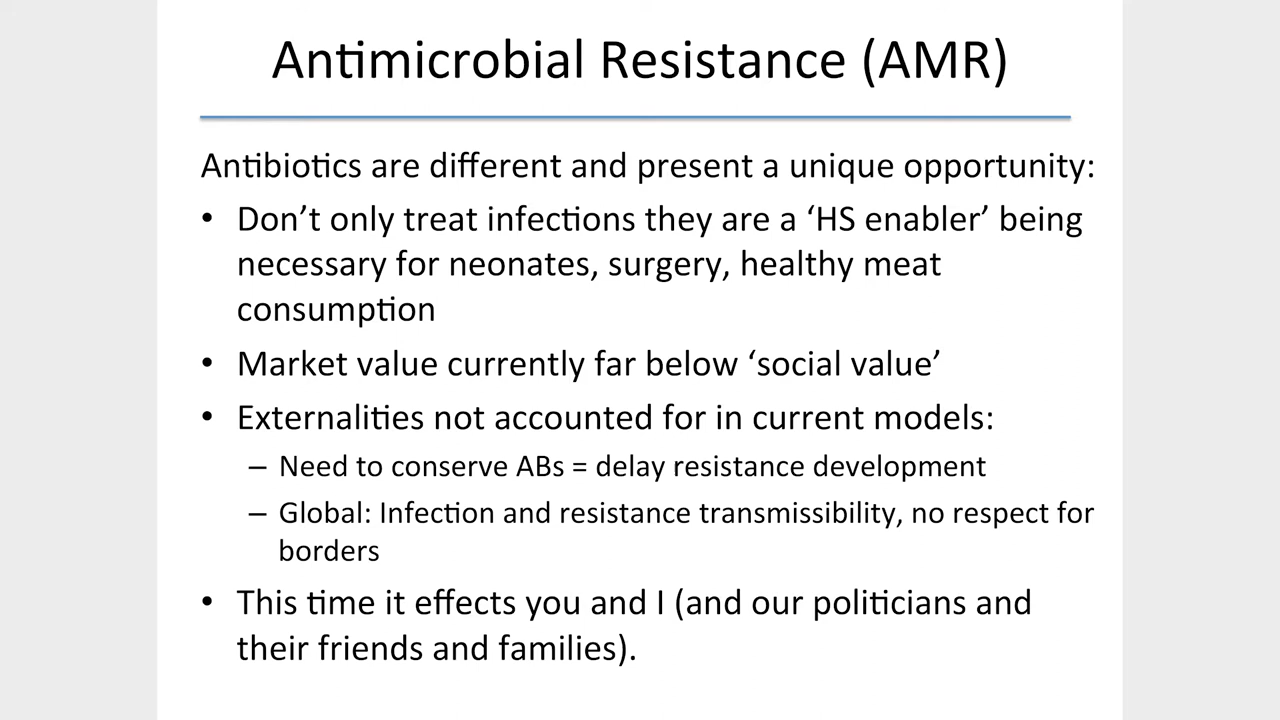 Antimicrobial Resistance (AMR)
Antibiotics are different and present a unique opportunity:
• Don’t only treat infections they are a ‘HS enabler’ being
necessary for neonates, surgery, healthy meat
consumption
• Market value currently far below ‘social value’
• Externalities not accounted for in current models:
– Need to conserve ABs = delay resistance development
– Global: Infection and resistance transmissibility, no respect for
borders
• This time it effects you and I (and our politicians and
their friends and families).